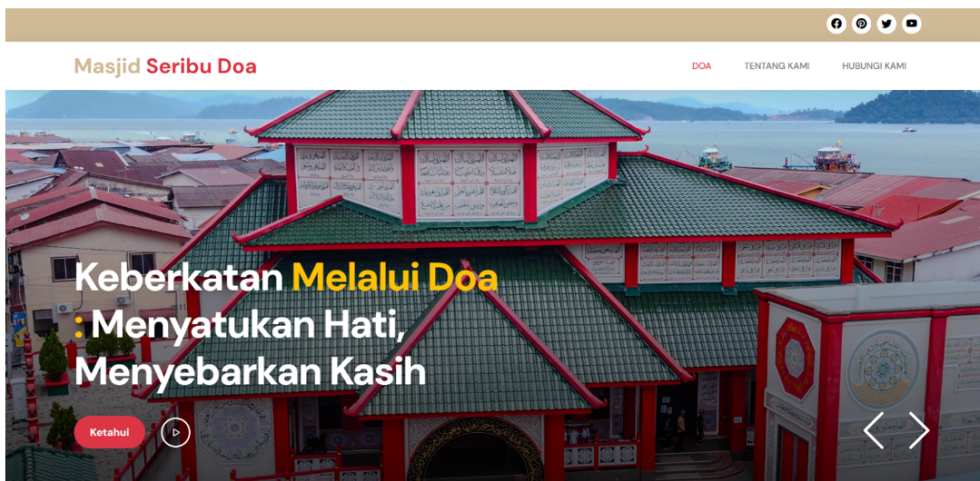 Masjid Seribu Doa
DOA
TENTANG KAMI
HUBUNGI KAMI
Keberkatan Melalui Doa
: Menyatukan Hati,
Menyebarkan Kasih
Ketahui